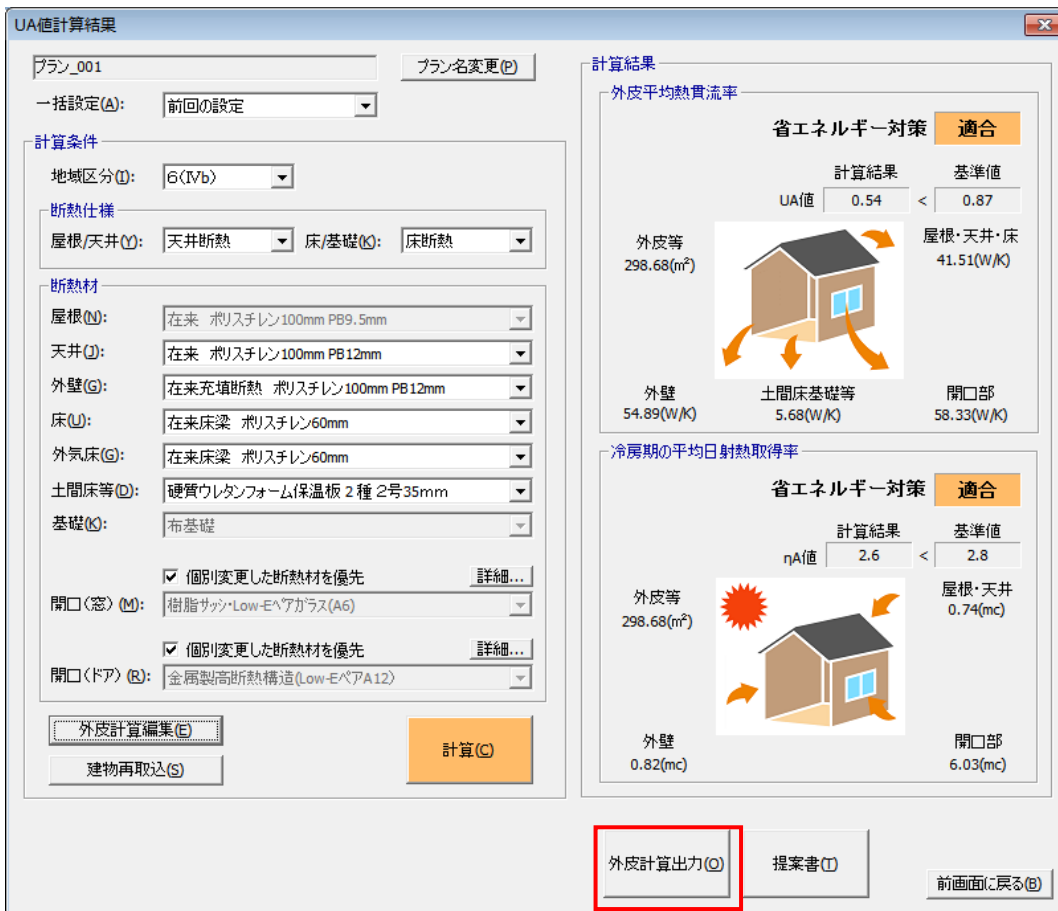 UA値計算結果
プラン_001
プラン名変更(P)
一括設定(A):
前回の設定
計算条件
地域区分(I):
6(Ⅳb)
断熱仕様
屋根/天井(Y):
天井断熱
床/基礎(K):
床断熱
断熱材
屋根(N):
在来 ポリスチレン100mm PB9.5mm
天井(J):
在来 ポリスチレン100mm PB12mm
外壁(G):
在来充填断熱 ポリスチレン100mm PB12mm
床(U):
在来床梁 ポリスチレン60mm
外気床(G):
在来床梁 ポリスチレン60mm
土間床等(D):
硬質ウレタンフォーム保温板2種2号35mm
基礎(K):
布基礎
個別変更した断熱材を優先
詳細...
開口(窓) (M):
樹脂サッシ・Low-Eペアガラス(A6)
個別変更した断熱材を優先
詳細...
開口(ドア) (R):
金属製高断熱構造(Low-EペアA12)
外皮計算編集(E)
建物再取込(S)
計算(C)
計算結果
外皮平均熱貫流率
省エネルギー対策
適合
計算結果
基準値
UA値
0.54
<
0.87
外皮等
298.68(m²)
屋根・天井・床
41.51(W/K)
外壁
54.89(W/K)
土間床基礎等
5.68(W/K)
開口部
58.33(W/K)
冷房期の平均日射熱取得率
省エネルギー対策
適合
計算結果
基準値
ηA値
2.6
<
2.8
外皮等
298.68(m²)
屋根・天井
0.74(mc)
外壁
0.82(mc)
開口部
6.03(mc)
外皮計算出力(O)
提案書(T)
前画面に戻る(B)